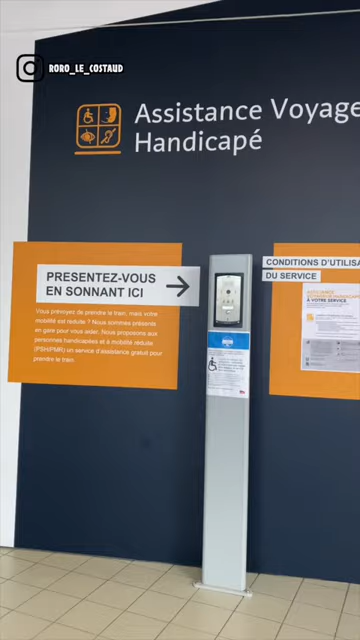 RORO_LE_COSTAUD
Assistance Voyage
Handicapé
PRESENTEZ-VOUS
EN SONNANT ICI
Vous prévoyez de prendre le train, mais votre
mobilité est réduite ? Nous sommes présents
en gare pour vous aider. Nous proposons aux
personnes handicapées et à mobilité réduite
(PSH/PMR) un service d'assistance gratuit pour
prendre le train.
CONDITIONS D'UTILISA
DU SERVICE
À VOTRE SERVICE